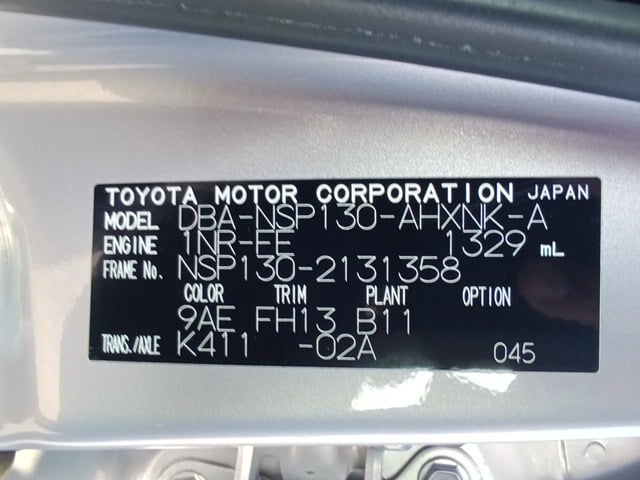 TOYOTA MOTOR CORPORATION JAPAN
MODEL DBA-NSP130-AHXNK-A
ENGINE 1NR-EE 1329 mL
FRAME No. NSP130-2131358
COLOR TRIM PLANT OPTION
9AE FH13 B11
TRANS./AXLE K411 -02A 045